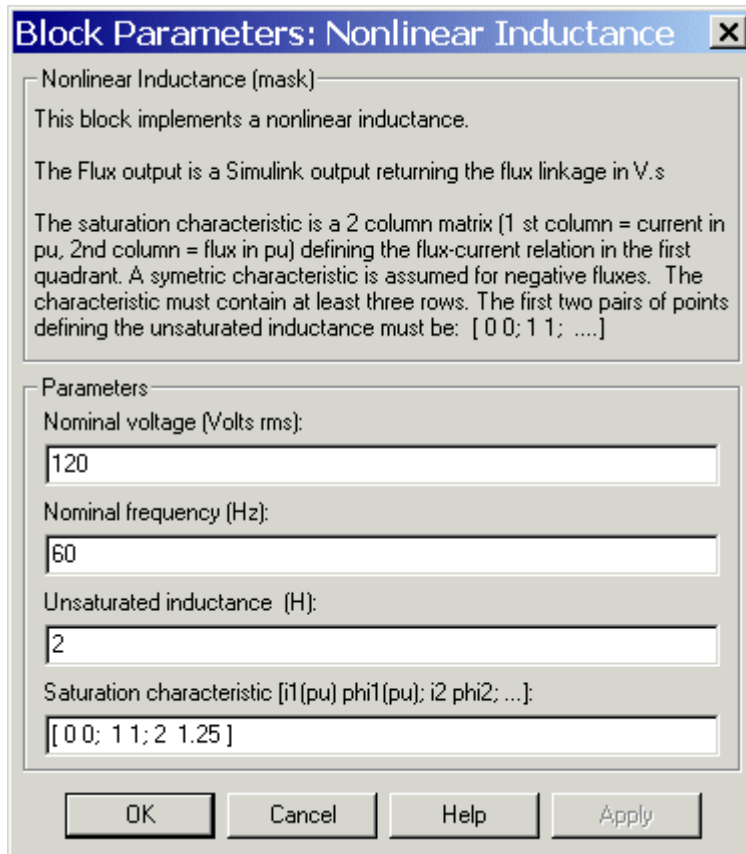 Block Parameters: Nonlinear Inductance
Nonlinear Inductance (mask)
This block implements a nonlinear inductance.
The Flux output is a Simulink output returning the flux linkage in V.s
The saturation characteristic is a 2 column matrix (1 st column = current in
pu, 2nd column = flux in pu) defining the flux-current relation in the first
quadrant. A symetric characteristic is assumed for negative fluxes.  The
characteristic must contain at least three rows. The first two pairs of points
defining the unsaturated inductance must be:  [ 0 0; 1 1;  ....]
Parameters
Nominal voltage (Volts rms):
120
Nominal frequency (Hz):
60
Unsaturated inductance  (H):
2
Saturation characteristic [i1(pu) phi1(pu); i2 phi2; ...]:
[ 0 0;  1 1; 2  1.25 ]
OK Cancel Help Apply